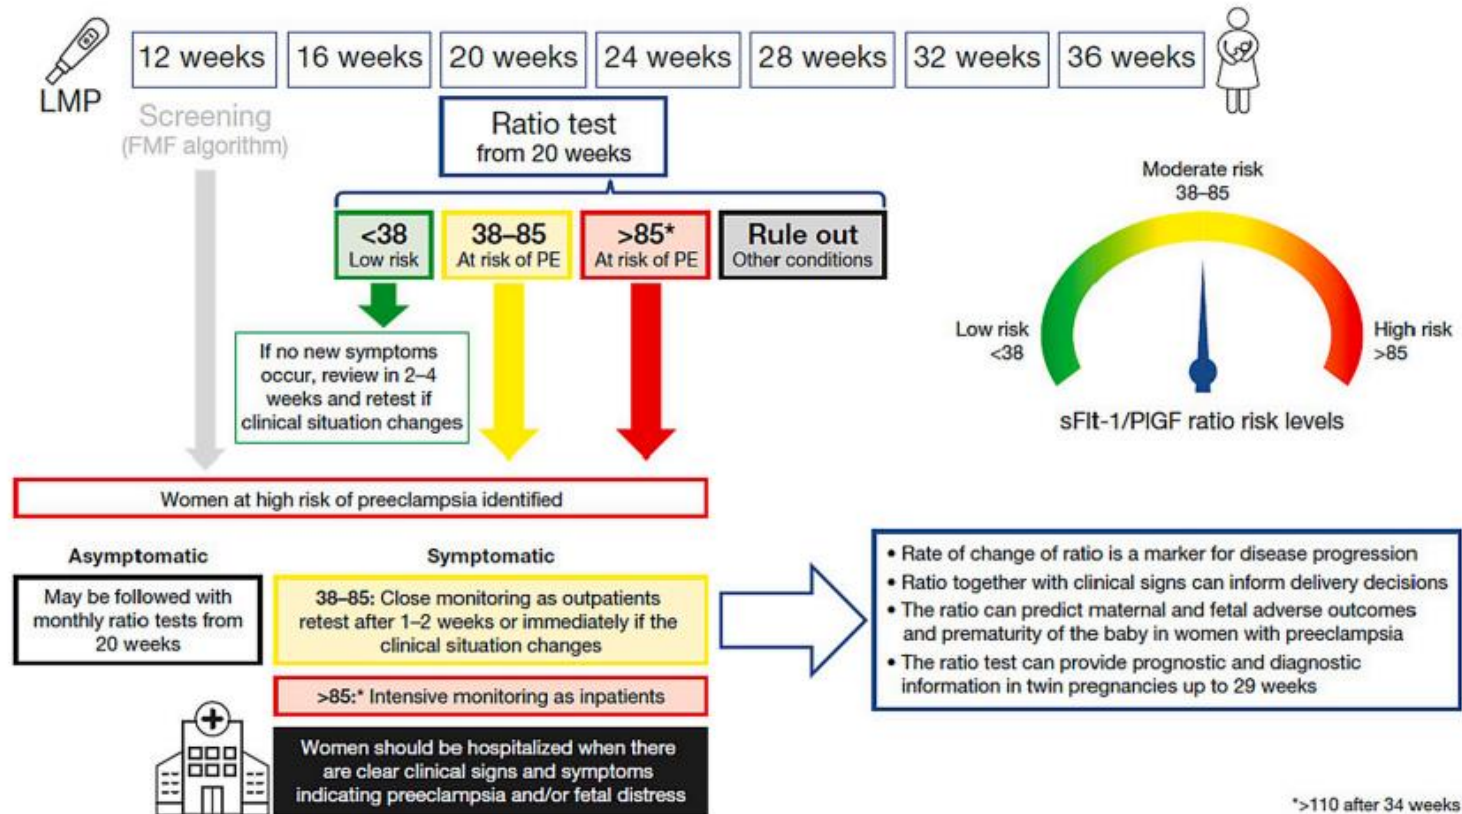 12 weeks
16 weeks
20 weeks
24 weeks
28 weeks
32 weeks
36 weeks
LMP
Screening
(FMF algorithm)
Ratio test
from 20 weeks
<38
Low risk
38–85
At risk of PE
>85*
At risk of PE
Rule out
Other conditions
If no new symptoms
occur, review in 2–4
weeks and retest if
clinical situation changes
Moderate risk
38–85
Low risk
<38
High risk
>85
sFlt-1/PlGF ratio risk levels
Women at high risk of preeclampsia identified
Asymptomatic
May be followed with
monthly ratio tests from
20 weeks
Symptomatic
38–85: Close monitoring as outpatients
retest after 1–2 weeks or immediately if the
clinical situation changes
>85:* Intensive monitoring as inpatients
Women should be hospitalized when there
are clear clinical signs and symptoms
indicating preeclampsia and/or fetal distress
• Rate of change of ratio is a marker for disease progression
• Ratio together with clinical signs can inform delivery decisions
• The ratio can predict maternal and fetal adverse outcomes
and prematurity of the baby in women with preeclampsia
• The ratio test can provide prognostic and diagnostic
information in twin pregnancies up to 29 weeks
*>110 after 34 weeks